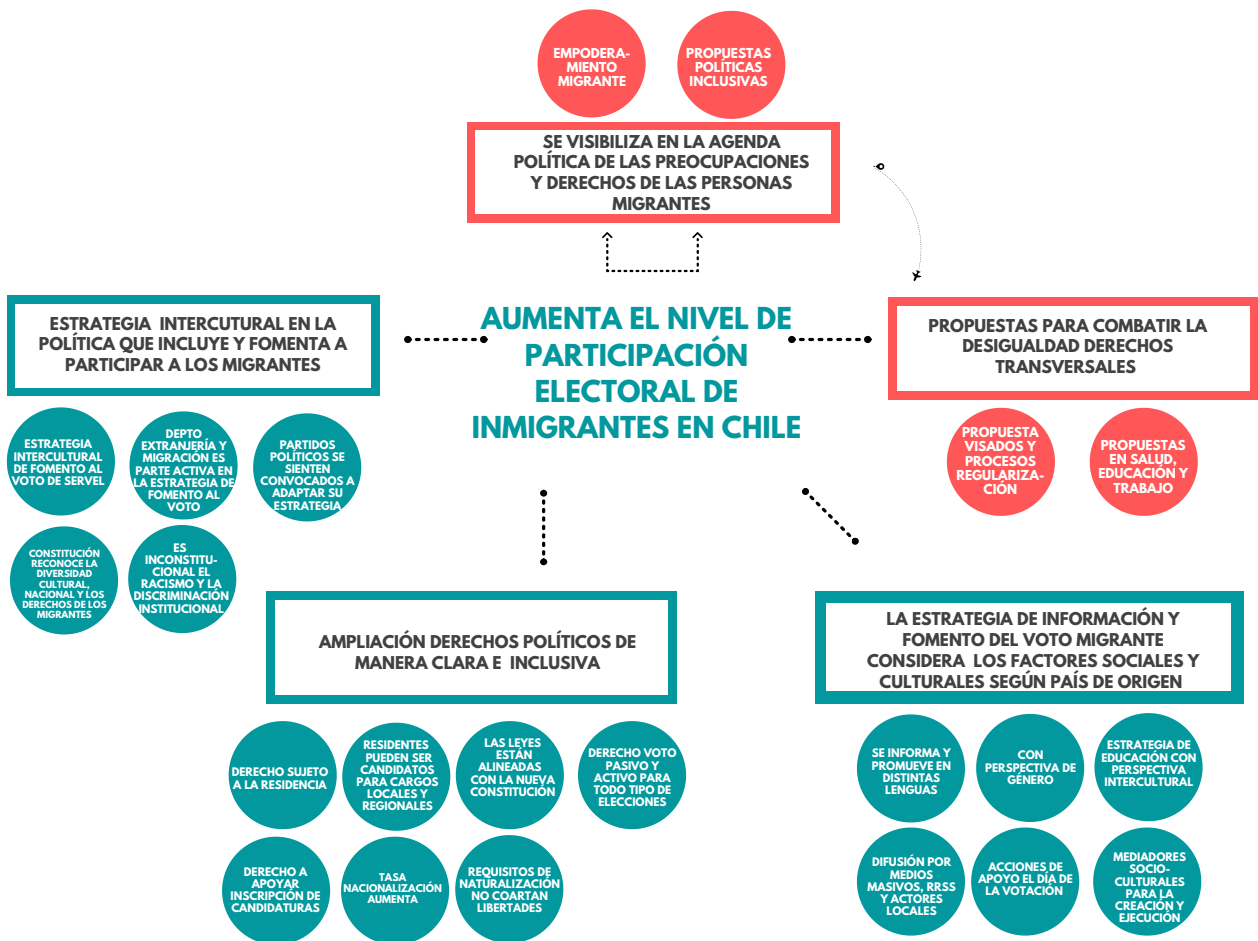 EMPODERA-
MIENTO
MIGRANTE
PROPUESTAS
POLÍTICAS
INCLUSIVAS
SE VISIBILIZA EN LA AGENDA
POLÍTICA DE LAS PREOCUPACIONES
Y DERECHOS DE LAS PERSONAS
MIGRANTES
ESTRATEGIA INTERCUTURAL EN LA
POLÍTICA QUE INCLUYE Y FOMENTA A
PARTICIPAR A LOS MIGRANTES
AUMENTA EL NIVEL DE
PARTICIPACIÓN
ELECTORAL DE
INMIGRANTES EN CHILE
PROPUESTAS PARA COMBATIR LA
DESIGUALDAD DERECHOS
TRANSVERSALES
ESTRATEGIA
INTERCULTURAL
DE FOMENTO AL
VOTO DE SERVEL
DEPTO
EXTRANJERÍA Y
MIGRACIÓN ES
PARTE ACTIVA EN
LA ESTRATEGIA DE
FOMENTO AL
VOTO
PARTIDOS
POLÍTICOS SE
SIENTEN
CONVOCADOS A
ADAPTAR SU
ESTRATEGIA
PROPUESTA
VISADOS Y
PROCESOS
REGULARIZA-
CIÓN
PROPUESTAS
EN SALUD,
EDUCACIÓN Y
TRABAJO
CONSTITUCIÓN
RECONOCE LA
DIVERSIDAD
CULTURAL,
NACIONAL Y LOS
DERECHOS DE LOS
MIGRANTES
ES
INCONSTITU-
CIONAL EL
RACISMO Y LA
DISCRIMINACIÓN
INSTITUCIONAL
AMPLIACIÓN DERECHOS POLÍTICOS DE
MANERA CLARA E INCLUSIVA
LA ESTRATEGIA DE INFORMACIÓN Y
FOMENTO DEL VOTO MIGRANTE
CONSIDERA LOS FACTORES SOCIALES Y
CULTURALES SEGÚN PAÍS DE ORIGEN
DERECHO SUJETO
A LA RESIDENCIA
RESIDENTES
PUEDEN SER
CANDIDATOS
PARA CARGOS
LOCALES Y
REGIONALES
LAS LEYES
ESTÁN
ALINEADAS
CON LA NUEVA
CONSTITUCIÓN
DERECHO VOTO
PASIVO Y
ACTIVO PARA
TODO TIPO DE
ELECCIONES
SE INFORMA Y
PROMUEVE EN
DISTINTAS
LENGUAS
CON
PERSPECTIVA DE
GÉNERO
ESTRATEGIA DE
EDUCACIÓN CON
PERSPECTIVA
INTERCULTURAL
DERECHO A
APOYAR
INSCRIPCIÓN DE
CANDIDATURAS
TASA
NACIONALIZACIÓN
AUMENTA
REQUISITOS DE
NATURALIZACIÓN
NO COARTAN
LIBERTADES
DIFUSIÓN POR
MEDIOS
MASIVOS, RRSS
Y ACTORES
LOCALES
ACCIONES DE
APOYO EL DÍA DE
LA VOTACIÓN
MEDIADORES
SOCIO-
CULTURALES
PARA LA
CREACIÓN Y
EJECUCIÓN